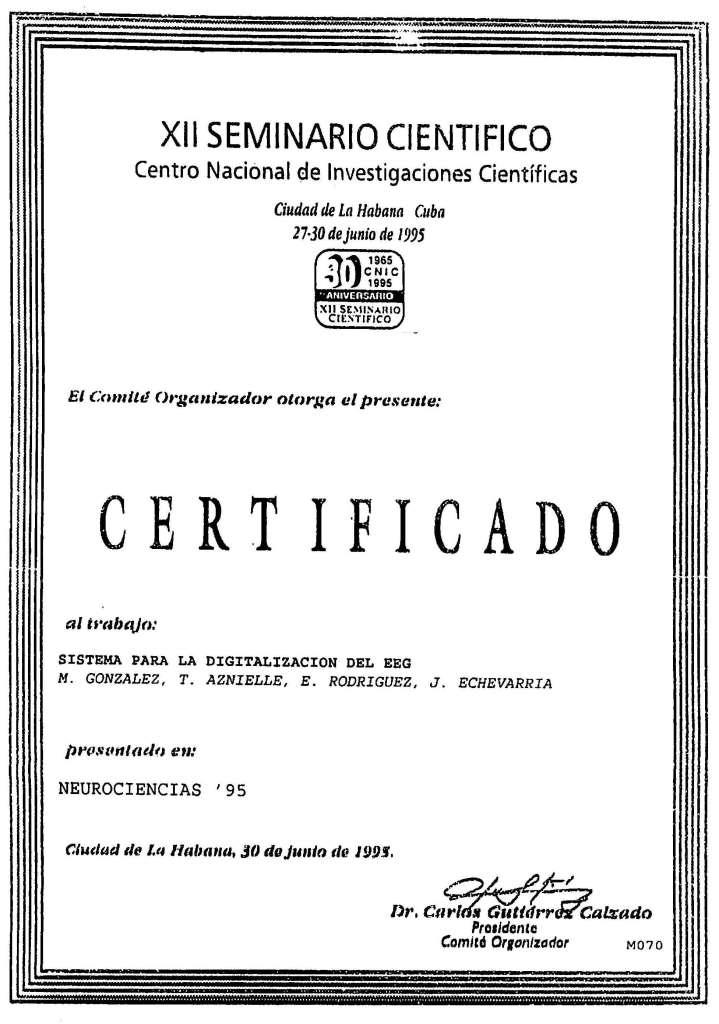 XII SEMINARIO CIENTIFICO
Centro Nacional de Investigaciones Científicas
Ciudad de La Habana Cuba
27-30 de junio de 1995
30 1965
CNIC
1995
ANIVERSARIO
XII SEMINARIO
CIENTIFICO
El Comité Organizador otorga el presente:
CERTIFICADO
al trabajo:
SISTEMA PARA LA DIGITALIZACION DEL EEG
M. GONZALEZ, T. AZNIELLE, E. RODRIGUEZ, J. ECHEVARRIA
presentado en:
NEUROCIENCIAS '95
Ciudad de La Habana, 30 de junio de 1995.
Dr. Carlos Gutiérrez Calzado
Presidente
Comité Organizador M070